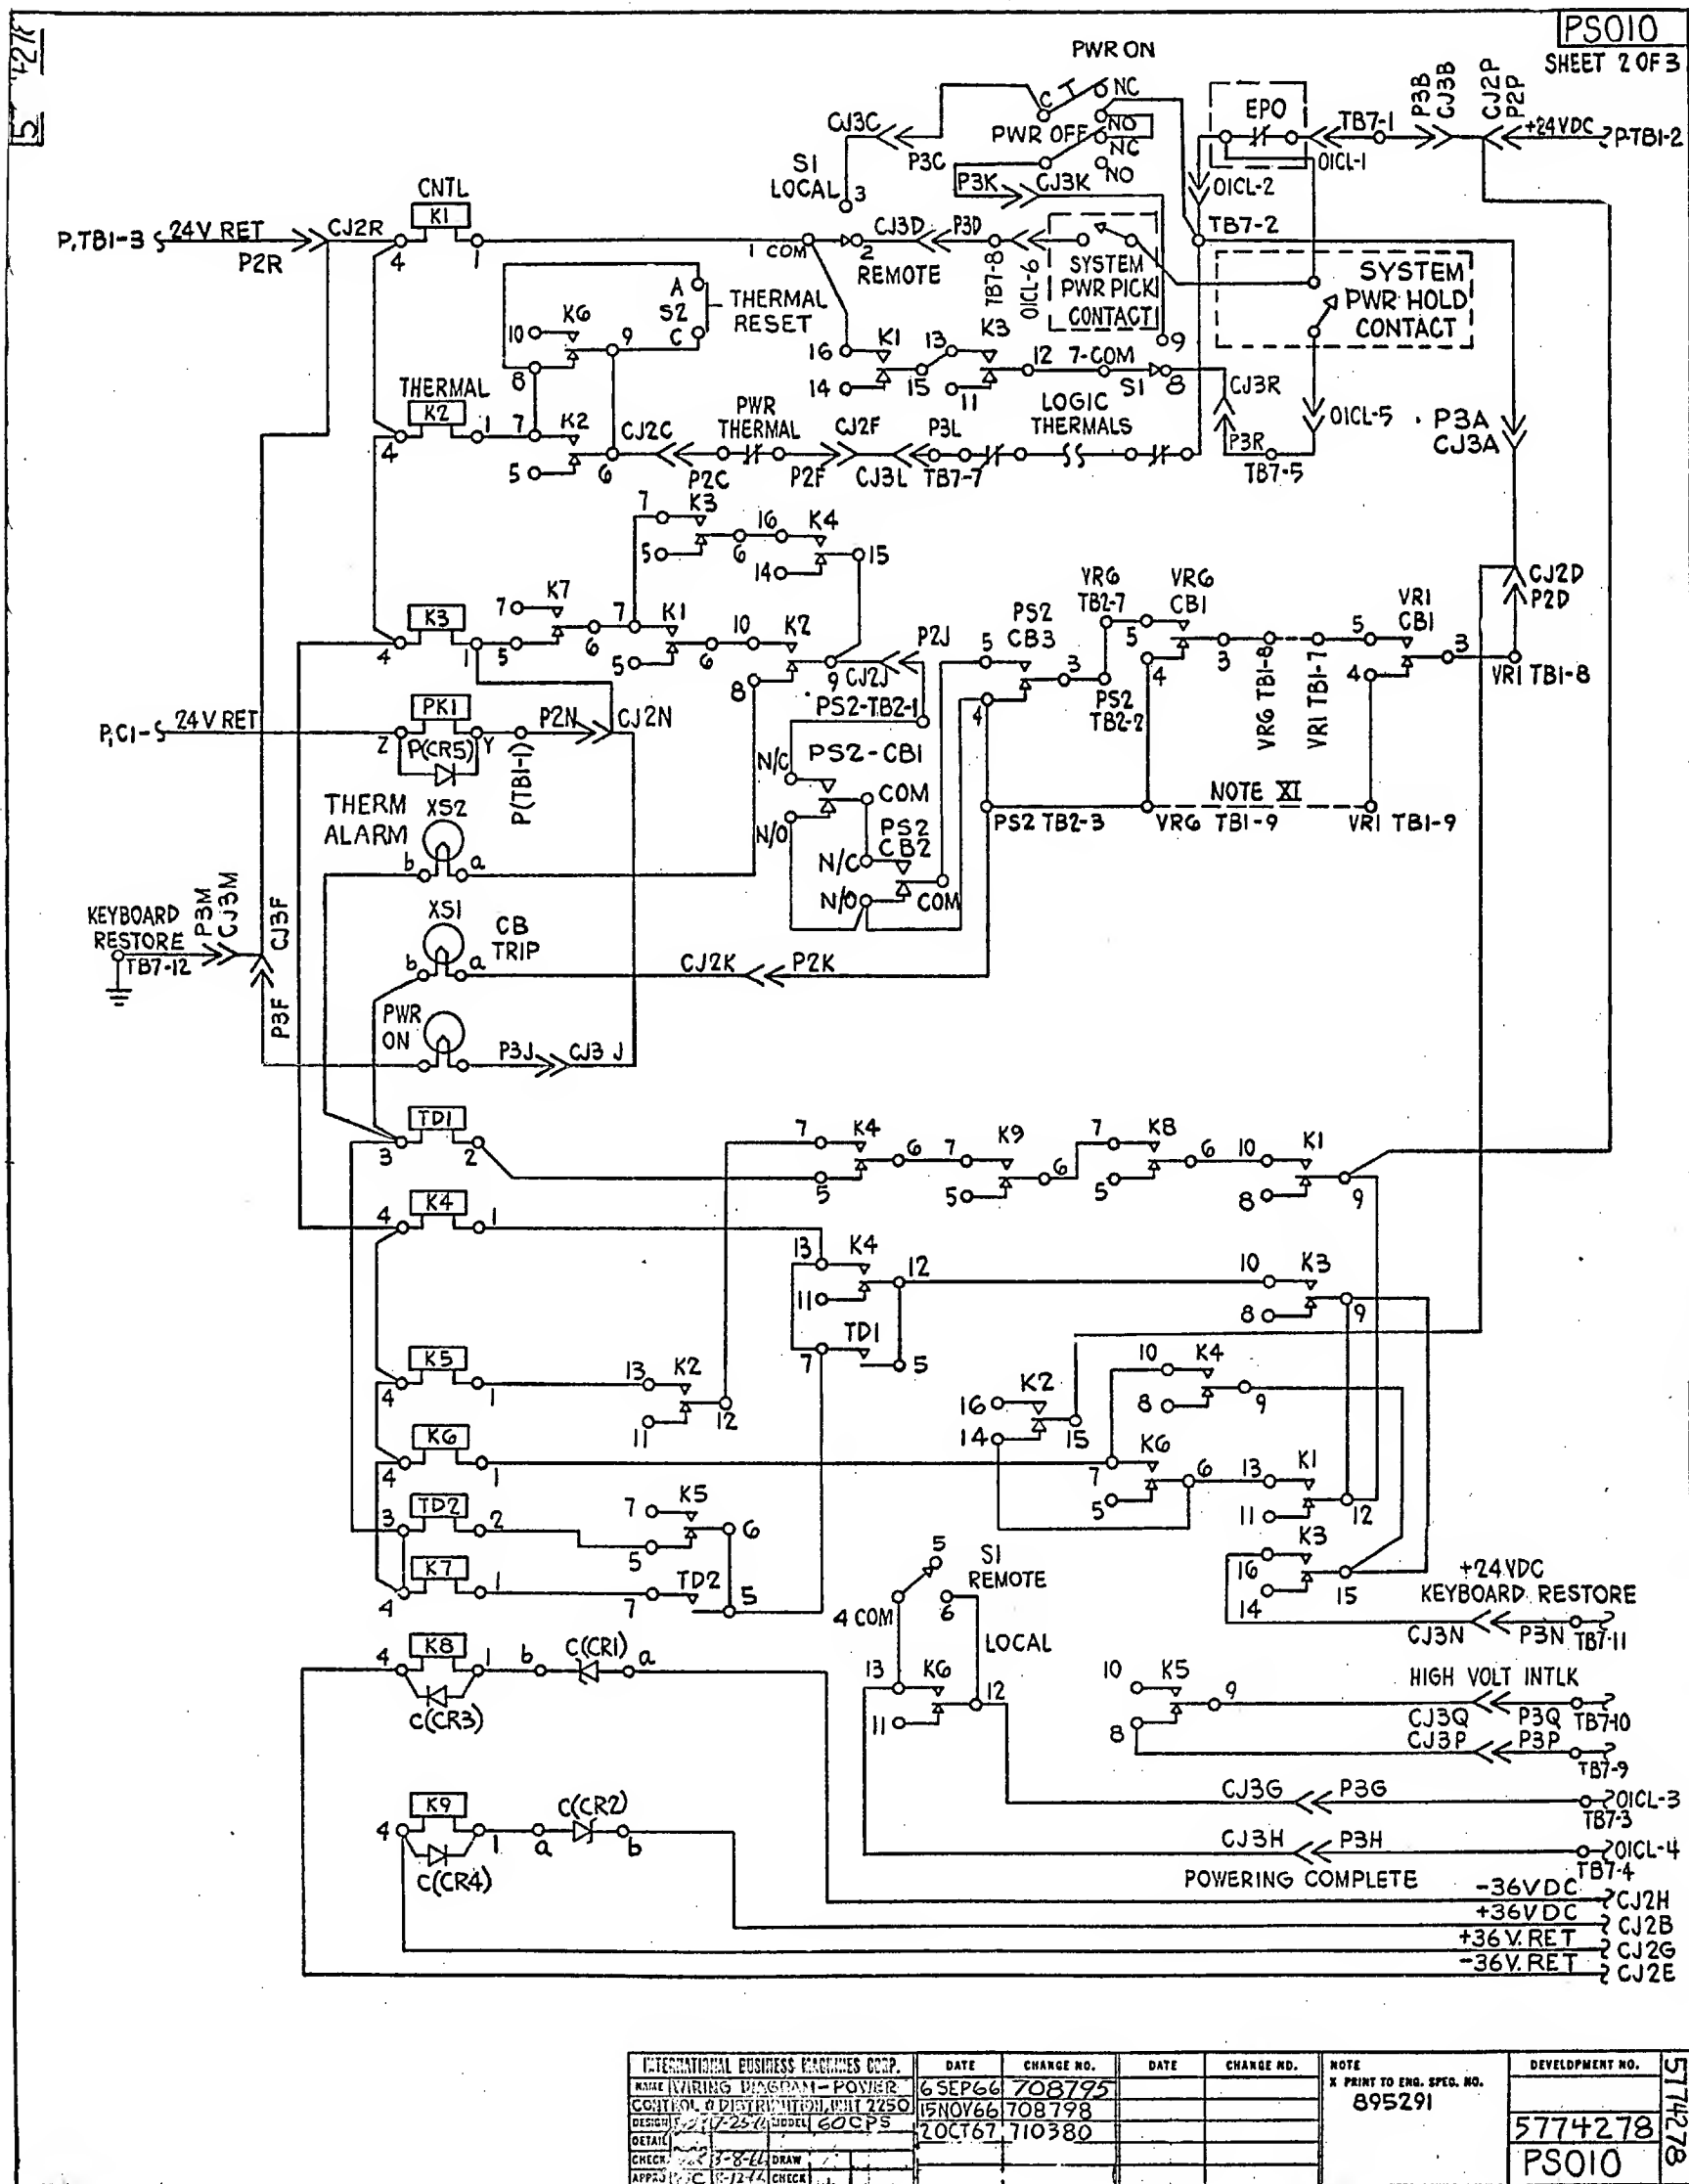 PS010
SHEET 2 OF 3
PWR ON
C T NC
NO
PWR OFF
NC
NO
CJ3C
P3C
S1
LOCAL
3
P3K
CJ3K
EPO
TB7-1
P3B
CJ3B
CJ2P
P2P
+24VDC
P-TB1-2
01CL-1
01CL-2
TB7-2
CNTL
K1
P,TB1-3
24V RET
CJ2R
P2R
4
1
1 COM
2
REMOTE
CJ3D
P3D
TB7-8
01CL-6
SYSTEM
PWR PICK
CONTACT
SYSTEM
PWR HOLD
CONTACT
A
S2
C
THERMAL
RESET
10
K6
9
8
16
K1
13
K3
14
15
11
12
7-COM
S1
8
9
CJ3R
P3R
TB7-5
01CL-5
P3A
CJ3A
THERMAL
K2
4
1
7
K2
5
6
CJ2C
P2C
PWR
THERMAL
P2F
CJ2F
CJ3L
P3L
TB7-7
LOGIC
THERMALS
7
K3
5
6
16
K4
14
15
K3
4
1
5
7
K7
6
7
K1
5
6
10
K2
8
9
CJ2J
P2J
PS2-TB2-1
PS2
CB3
5
4
3
VRG
TB2-7
PS2
TB2-2
VRG
CB1
5
4
3
VRG TB1-8
VR1 TB1-7
VR1
CB1
5
4
3
VR1 TB1-8
CJ2D
P2D
P,C1-
24V RET
PK1
Z
Y
P(CR5)
P(TB1-1)
P2N
CJ2N
N/C
PS2-CB1
COM
N/O
PS2
CB2
N/C
N/O
COM
PS2 TB2-3
VRG TB1-9
NOTE XI
VR1 TB1-9
THERM
ALARM
XS2
b
a
KEYBOARD
RESTORE
TB7-12
P3M
CJ3M
CJ3F
P3F
XS1
CB
TRIP
b
a
CJ2K
P2K
PWR
ON
P3J
CJ3 J
TD1
3
2
7
K4
5
6
7
K9
5
6
7
K8
5
6
10
K1
8
9
K4
4
1
13
K4
11
12
TD1
7
5
10
K3
8
9
K5
4
1
13
K2
11
12
16
K2
14
15
10
K4
8
9
K6
4
1
7
K6
5
6
13
K1
11
12
TD2
3
2
7
K5
5
6
K7
4
1
7
TD2
5
K3
16
14
15
5
S1
REMOTE
4 COM
6
LOCAL
+24VDC
KEYBOARD RESTORE
CJ3N
P3N
TB7-11
K8
4
1
b
C(CR1)
a
C(CR3)
13
K6
11
12
10
K5
9
8
HIGH VOLT INTLK
CJ3Q
P3Q
TB7-10
CJ3P
P3P
TB7-9
K9
4
1
a
C(CR2)
b
C(CR4)
CJ3G
P3G
01CL-3
TB7-3
CJ3H
P3H
01CL-4
TB7-4
POWERING COMPLETE
-36VDC
CJ2H
+36VDC
CJ2B
+36V.RET
CJ2G
-36V.RET
CJ2E
INTERNATIONAL BUSINESS MACHINES CORP.
NAME WIRING DIAGRAM-POWER
CONTROL & DISTRIBUTION, UNIT 2250
DESIGN
MODEL 60CPS
DETAIL
CHECK
DRAW
APPRO
CHECK
DATE CHANGE NO. DATE CHANGE NO.
6SEP66 708795
15NOV66 708798
20CT67 710380
NOTE
X PRINT TO ENG. SPEC. NO.
895291
DEVELOPMENT NO.
5774278
PS010
5774278